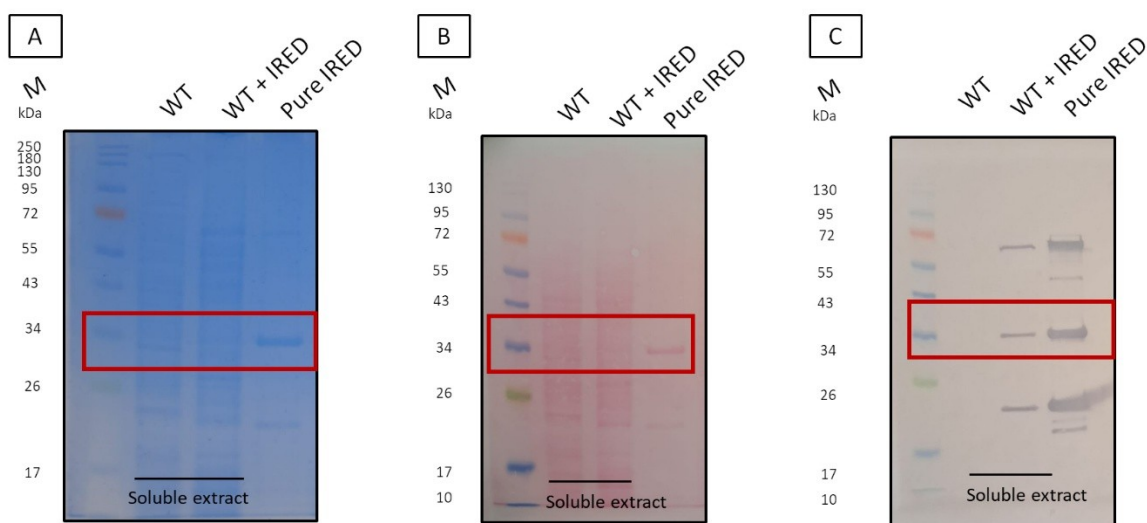 A
M
kDa
WT
WT + IRED
Pure IRED
250
180
130
95
72
55
43
34
26
17
Soluble extract
B
M
kDa
WT
WT + IRED
Pure IRED
130
95
72
55
43
34
26
17
10
Soluble extract
C
M
kDa
WT
WT + IRED
Pure IRED
130
95
72
55
43
34
26
17
10
Soluble extract